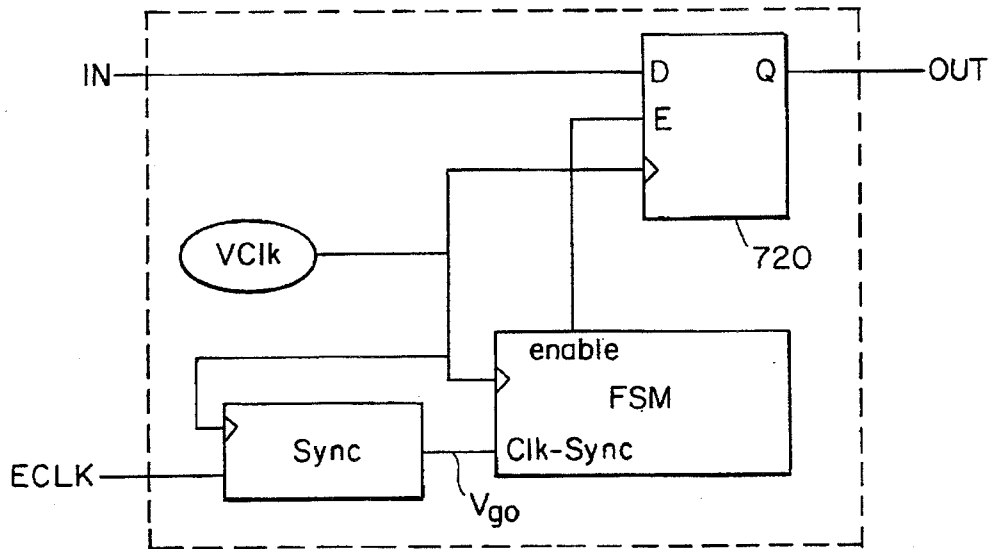 IN
D
Q
OUT
E
VClk
720
enable
FSM
Sync
Clk-Sync
ECLK
Vgo